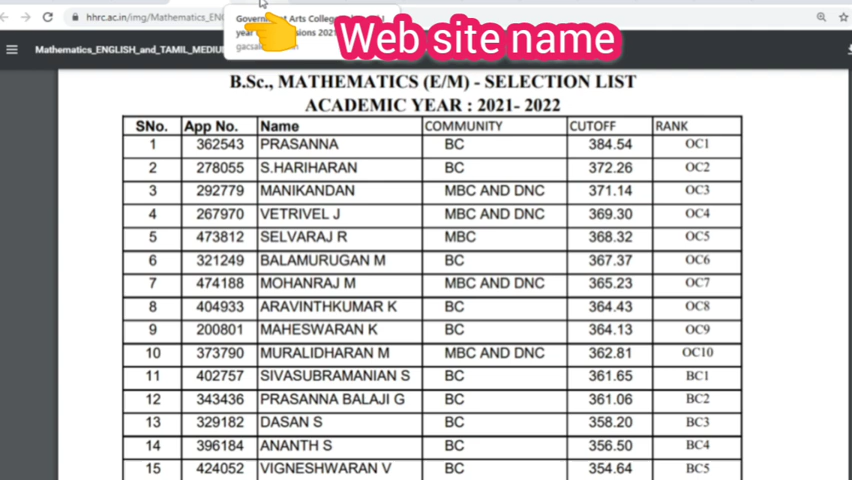 hhrc.ac.in/img/Mathematics_ENG
Government Arts College
Web site name
Mathematics_ENGLISH_and_TAMIL_MEDIU
B.Sc., MATHEMATICS (E/M) - SELECTION LIST
ACADEMIC YEAR : 2021- 2022
SNo. App No. Name COMMUNITY CUTOFF RANK
1 362543 PRASANNA BC 384.54 OC1
2 278055 S.HARIHARAN BC 372.26 OC2
3 292779 MANIKANDAN MBC AND DNC 371.14 OC3
4 267970 VETRIVEL J MBC AND DNC 369.30 OC4
5 473812 SELVARAJ R MBC 368.32 OC5
6 321249 BALAMURUGAN M BC 367.37 OC6
7 474188 MOHANRAJ M MBC AND DNC 365.23 OC7
8 404933 ARAVINTHKUMAR K BC 364.43 OC8
9 200801 MAHESWARAN K BC 364.13 OC9
10 373790 MURALIDHARAN M MBC AND DNC 362.81 OC10
11 402757 SIVASUBRAMANIAN S BC 361.65 BC1
12 343436 PRASANNA BALAJI G BC 361.06 BC2
13 329182 DASAN S BC 358.20 BC3
14 396184 ANANTH S BC 356.50 BC4
15 424052 VIGNESHWARAN V BC 354.64 BC5